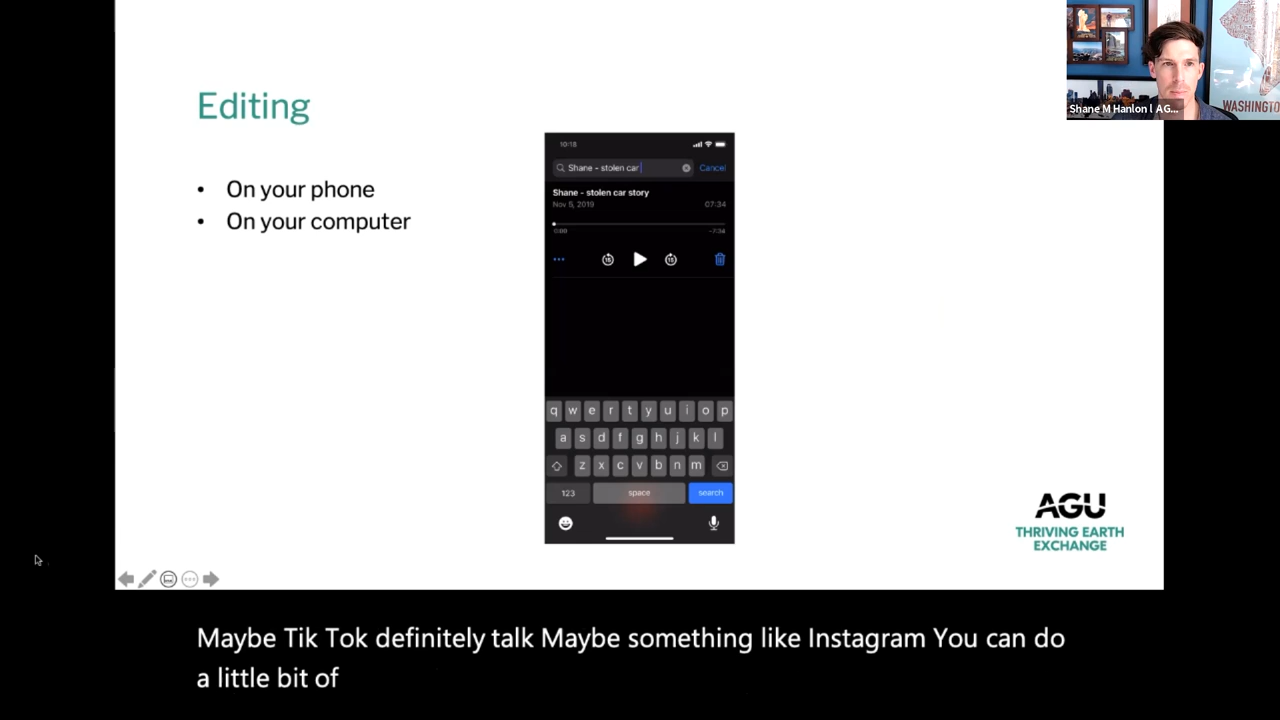 Editing
• On your phone
• On your computer
10:18
Shane - stolen car
Cancel
Shane - stolen car story
Nov 5, 2019
07:34
0:00
-7:34
15
15
q w e r t y u i o p
a s d f g h j k l
z x c v b n m
123
space
search
Shane M Hanlon l AG...
WASHINGTO
AGU
THRIVING EARTH
EXCHANGE
Maybe Tik Tok definitely talk Maybe something like Instagram You can do
a little bit of